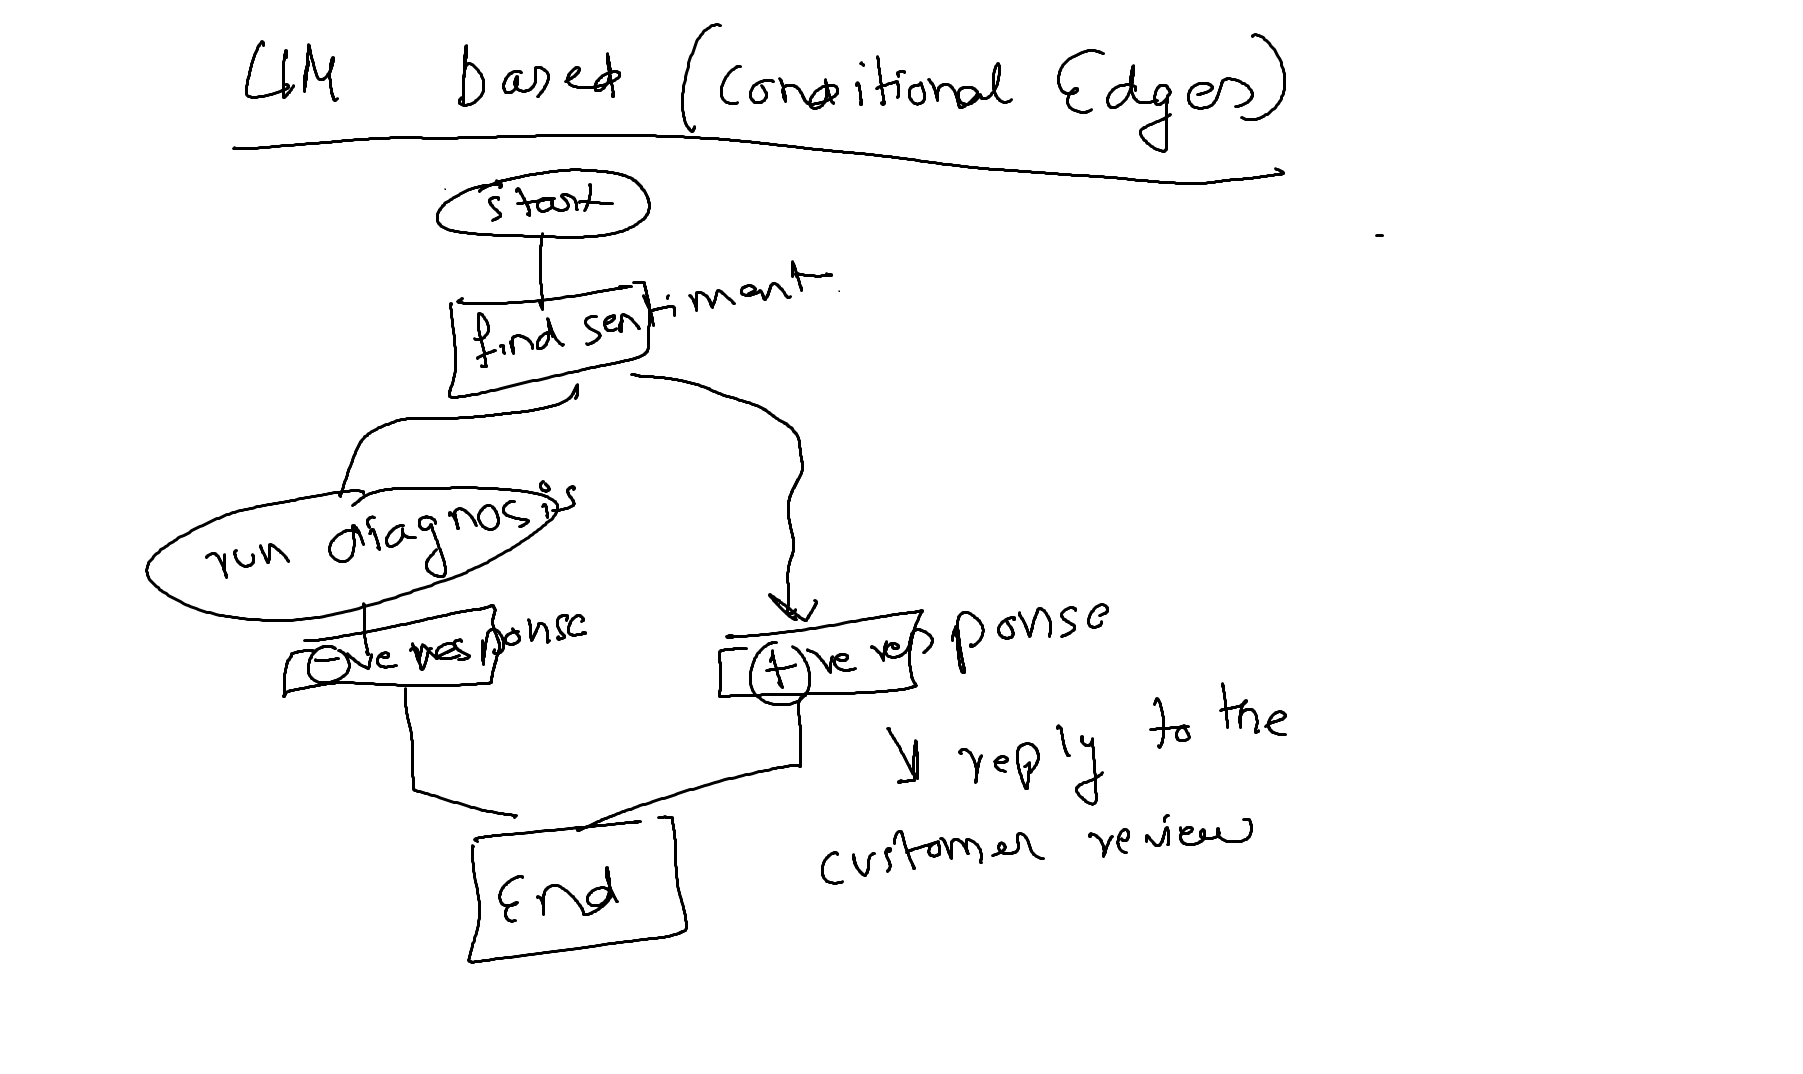 LLM based (Conditional Edges)
start
find sentiment
run diagnosis
-ve response
+ve response
reply to the
customer review
End